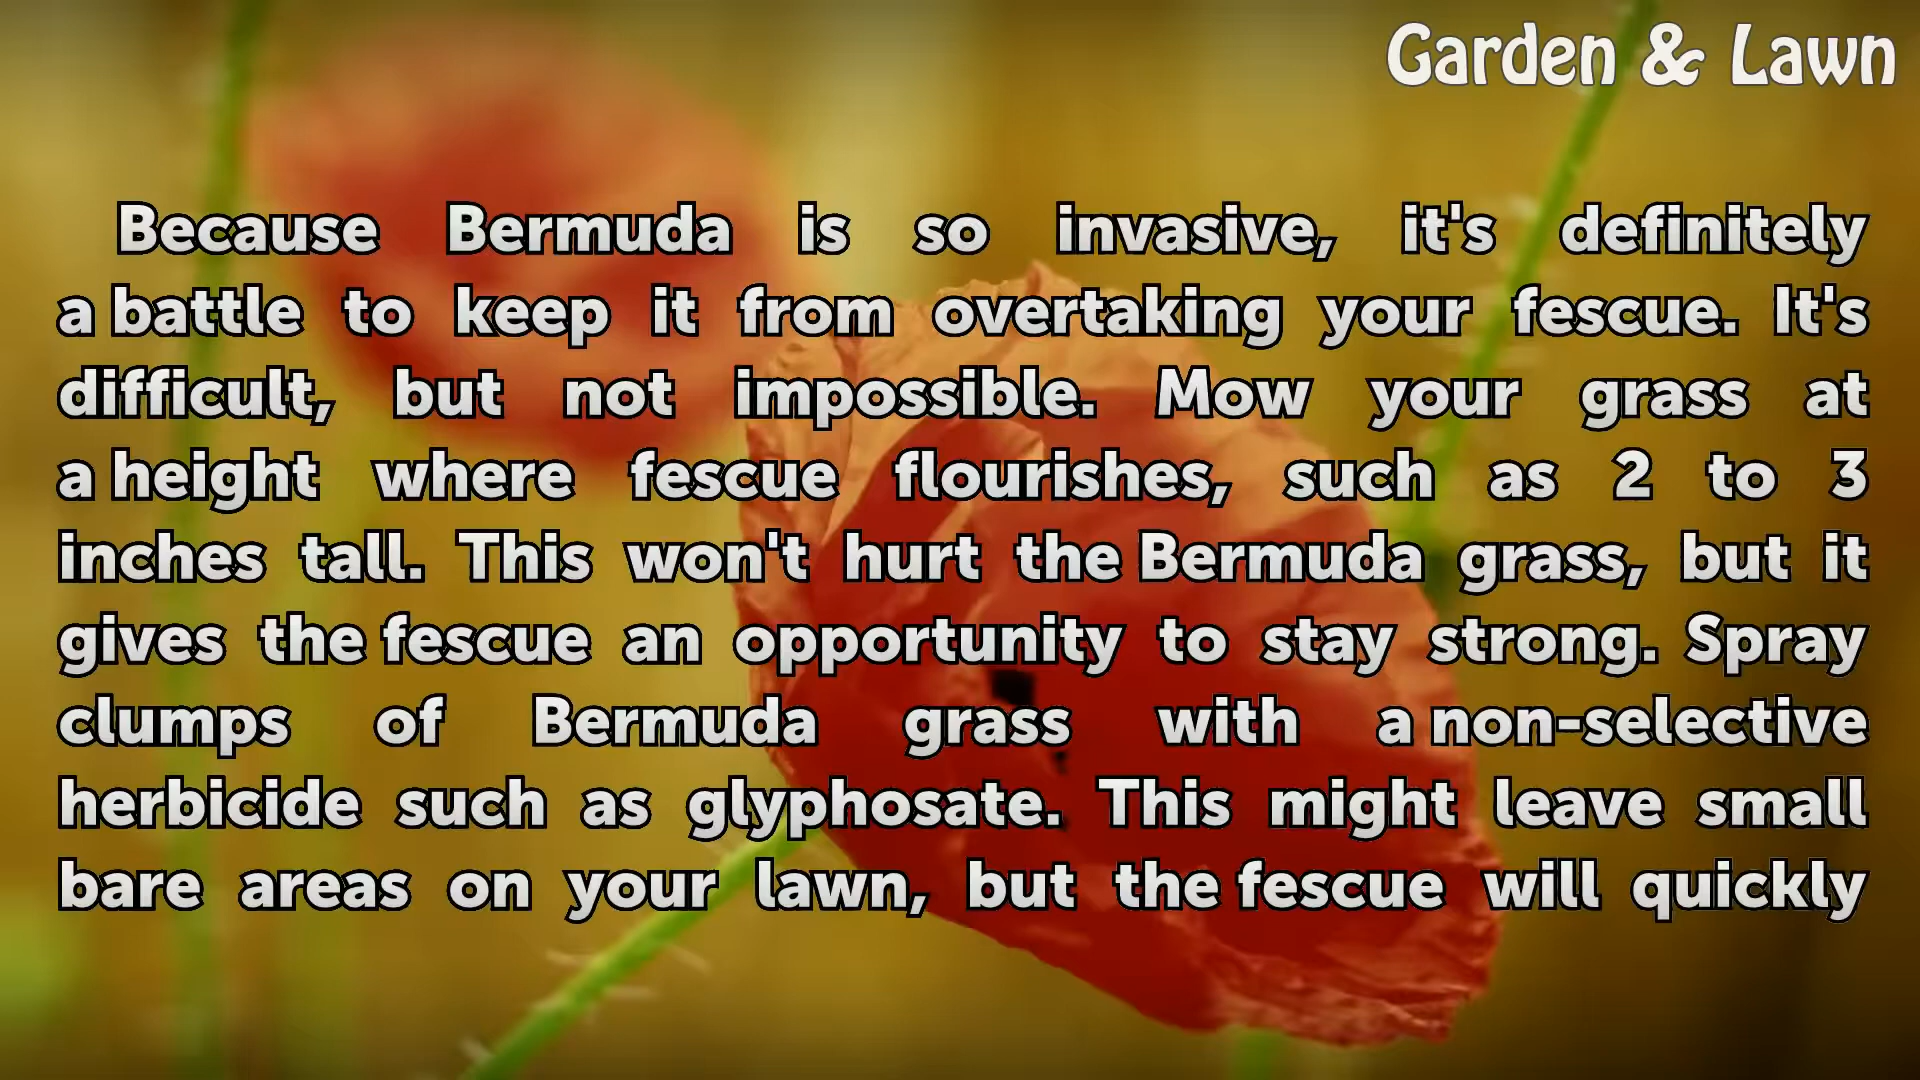 Garden & Lawn
Because Bermuda is so invasive, it's definitely
a battle to keep it from overtaking your fescue. It's
difficult, but not impossible. Mow your grass at
a height where fescue flourishes, such as 2 to 3
inches tall. This won't hurt the Bermuda grass, but it
gives the fescue an opportunity to stay strong. Spray
clumps of Bermuda grass with a non-selective
herbicide such as glyphosate. This might leave small
bare areas on your lawn, but the fescue will quickly